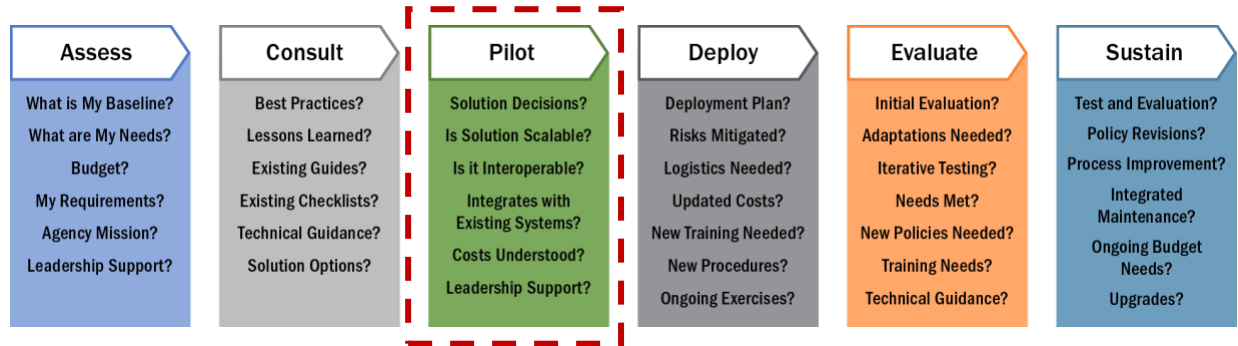 Assess
What is My Baseline?
What are My Needs?
Budget?
My Requirements?
Agency Mission?
Leadership Support?
Consult
Best Practices?
Lessons Learned?
Existing Guides?
Existing Checklists?
Technical Guidance?
Solution Options?
Pilot
Solution Decisions?
Is Solution Scalable?
Is it Interoperable?
Integrates with
Existing Systems?
Costs Understood?
Leadership Support?
Deploy
Deployment Plan?
Risks Mitigated?
Logistics Needed?
Updated Costs?
New Training Needed?
New Procedures?
Ongoing Exercises?
Evaluate
Initial Evaluation?
Adaptations Needed?
Iterative Testing?
Needs Met?
New Policies Needed?
Training Needs?
Technical Guidance?
Sustain
Test and Evaluation?
Policy Revisions?
Process Improvement?
Integrated
Maintenance?
Ongoing Budget
Needs?
Upgrades?